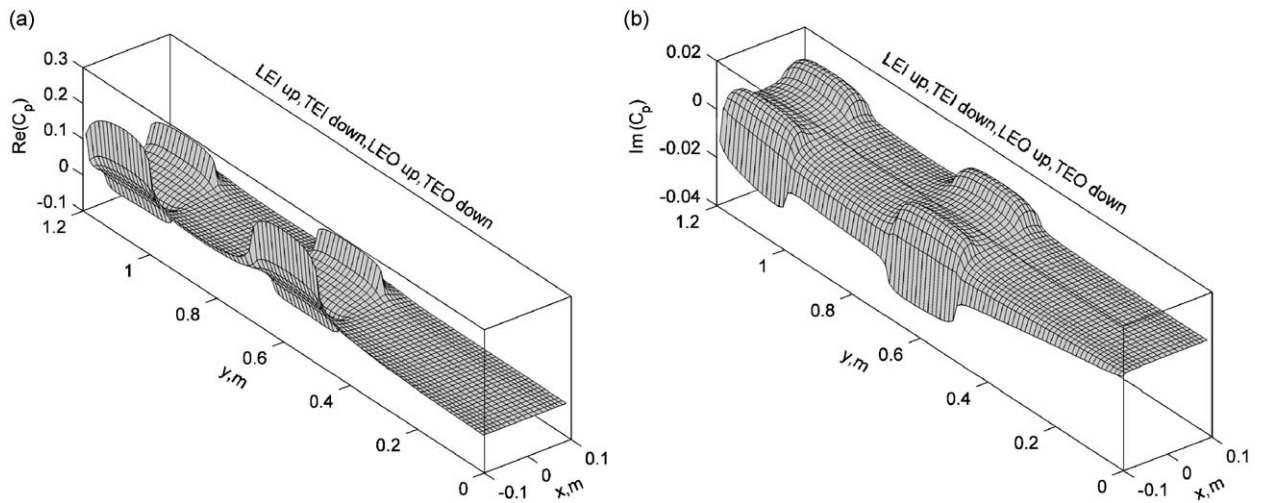 (a)
0.3
0.2
0.1
0
-0.1
Re(Cp)
1.2
1
0.8
0.6
0.4
0.2
0
y,m
-0.1
0
0.1
x,m
LEI up,TEI down,LEO up,TEO down
(b)
0.02
0
-0.02
-0.04
Im (Cp)
1.2
1
0.8
0.6
0.4
0.2
0
y,m
-0.1
0
0.1
x,m
LEI up,TEI down,LEO up,TEO down